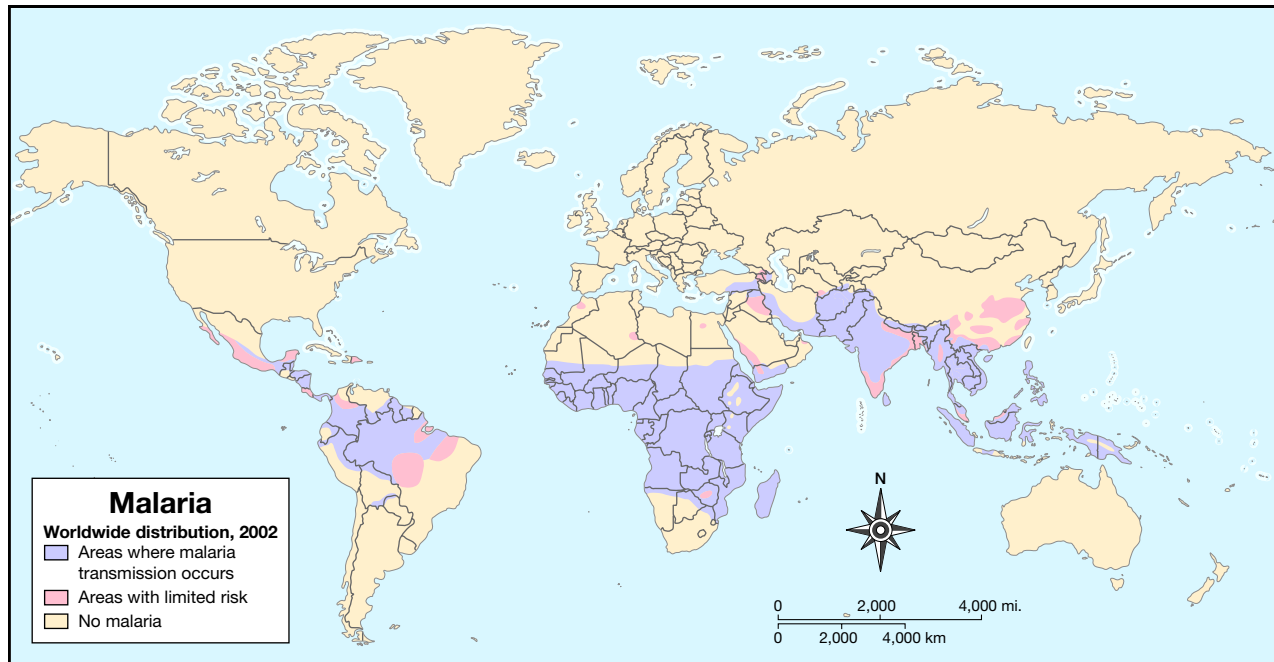 Malaria
Worldwide distribution, 2002
Areas where malaria
transmission occurs
Areas with limited risk
No malaria
N
0 2,000 4,000 mi.
0 2,000 4,000 km